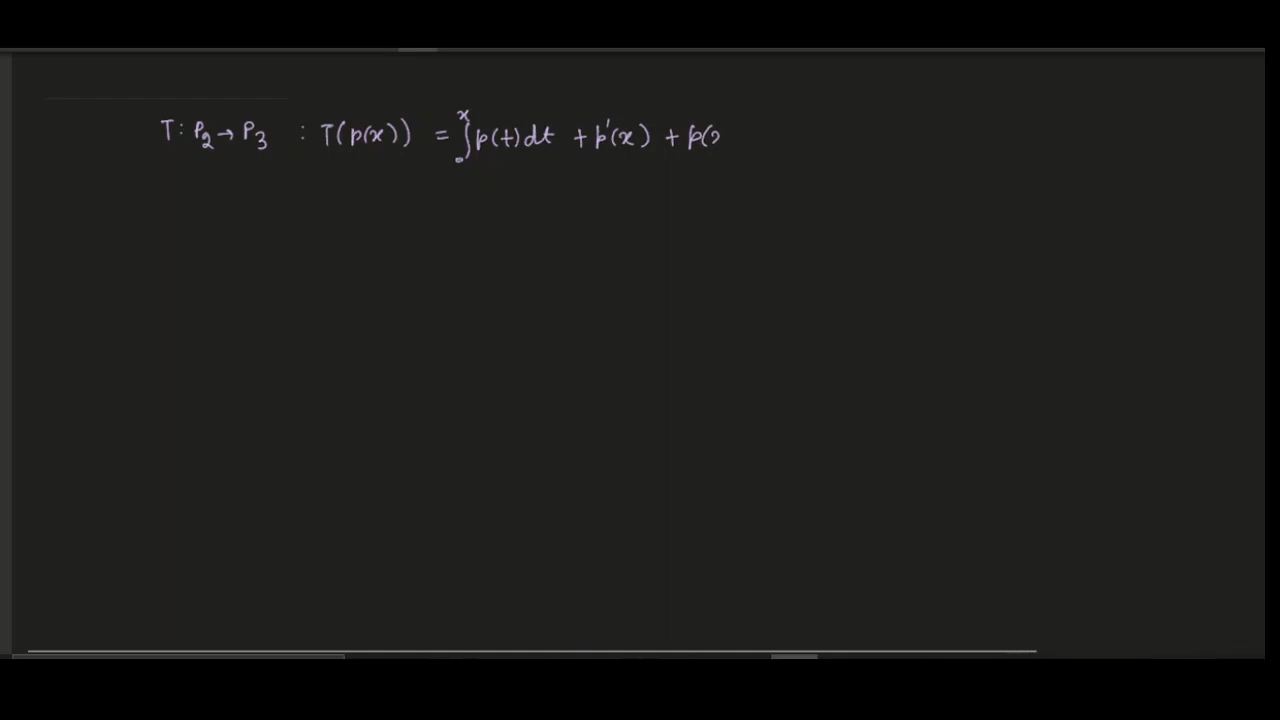 T: P₂ → P₃ : T(p(x)) = ∫₀ˣ p(t)dt + p'(x) + p(